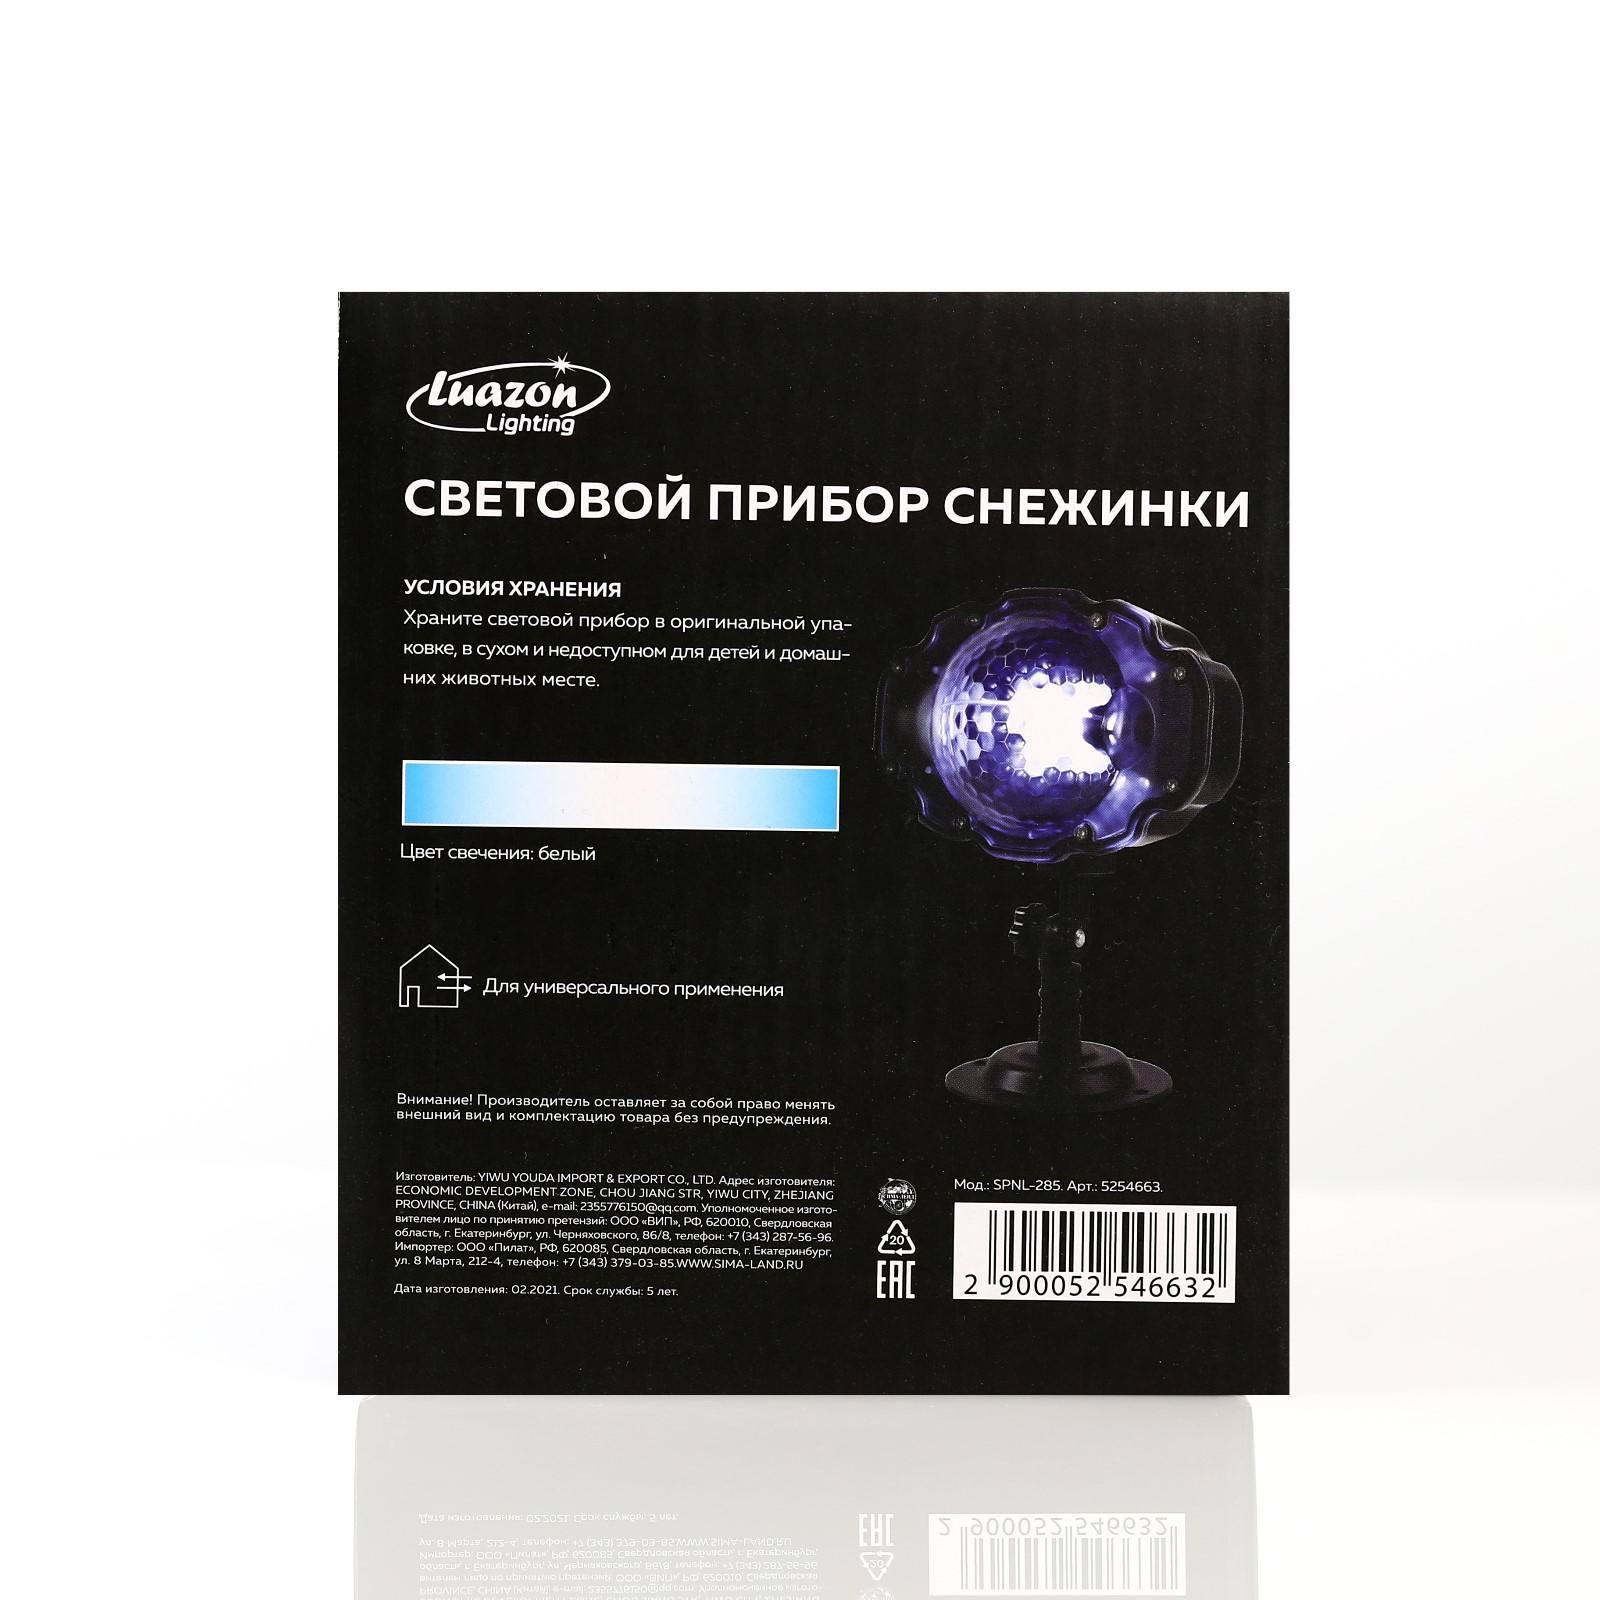 Luazon
Lighting
СВЕТОВОЙ ПРИБОР СНЕЖИНКИ
УСЛОВИЯ ХРАНЕНИЯ
Храните световой прибор в оригинальной упа-
ковке, в сухом и недоступном для детей и домаш-
них животных месте.
Цвет свечения: белый
Для универсального применения
Внимание! Производитель оставляет за собой право менять
внешний вид и комплектацию товара без предупреждения.
Изготовитель: YIWU YOUDA IMPORT & EXPORT CO., LTD. Адрес изготовителя:
ECONOMIC DEVELOPMENT ZONE, CHOU JIANG STR, YIWU CITY, ZHEJIANG
PROVINCE, CHINA (Китай), e-mail: 2355776150@qq.com. Уполномоченное изгото-
вителем лицо по принятию претензий: ООО «ВИП», РФ, 620010, Свердловская
область, г. Екатеринбург, ул. Черняховского, 86/8, телефон: +7 (343) 287-56-96.
Импортер: ООО «Пилат», РФ, 620085, Свердловская область, г. Екатеринбург,
ул. 8 Марта, 212-4, телефон: +7 (343) 379-03-85.WWW.SIMA-LAND.RU
Дата изготовления: 02.2021. Срок службы: 5 лет.
20
EAC
Мод.: SPNL-285. Арт.: 5254663.
2 900052 546632